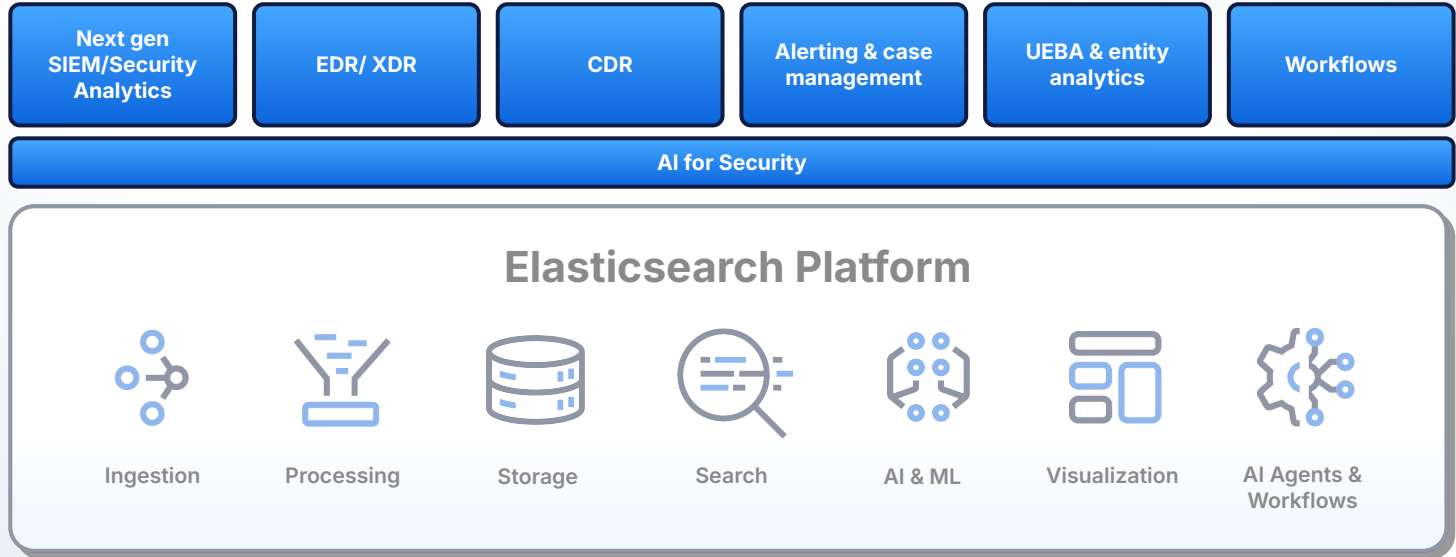 Next gen
SIEM/Security
Analytics
EDR/ XDR
CDR
Alerting & case
management
UEBA & entity
analytics
Workflows
AI for Security
Elasticsearch Platform
Ingestion
Processing
Storage
Search
AI & ML
Visualization
AI Agents &
Workflows